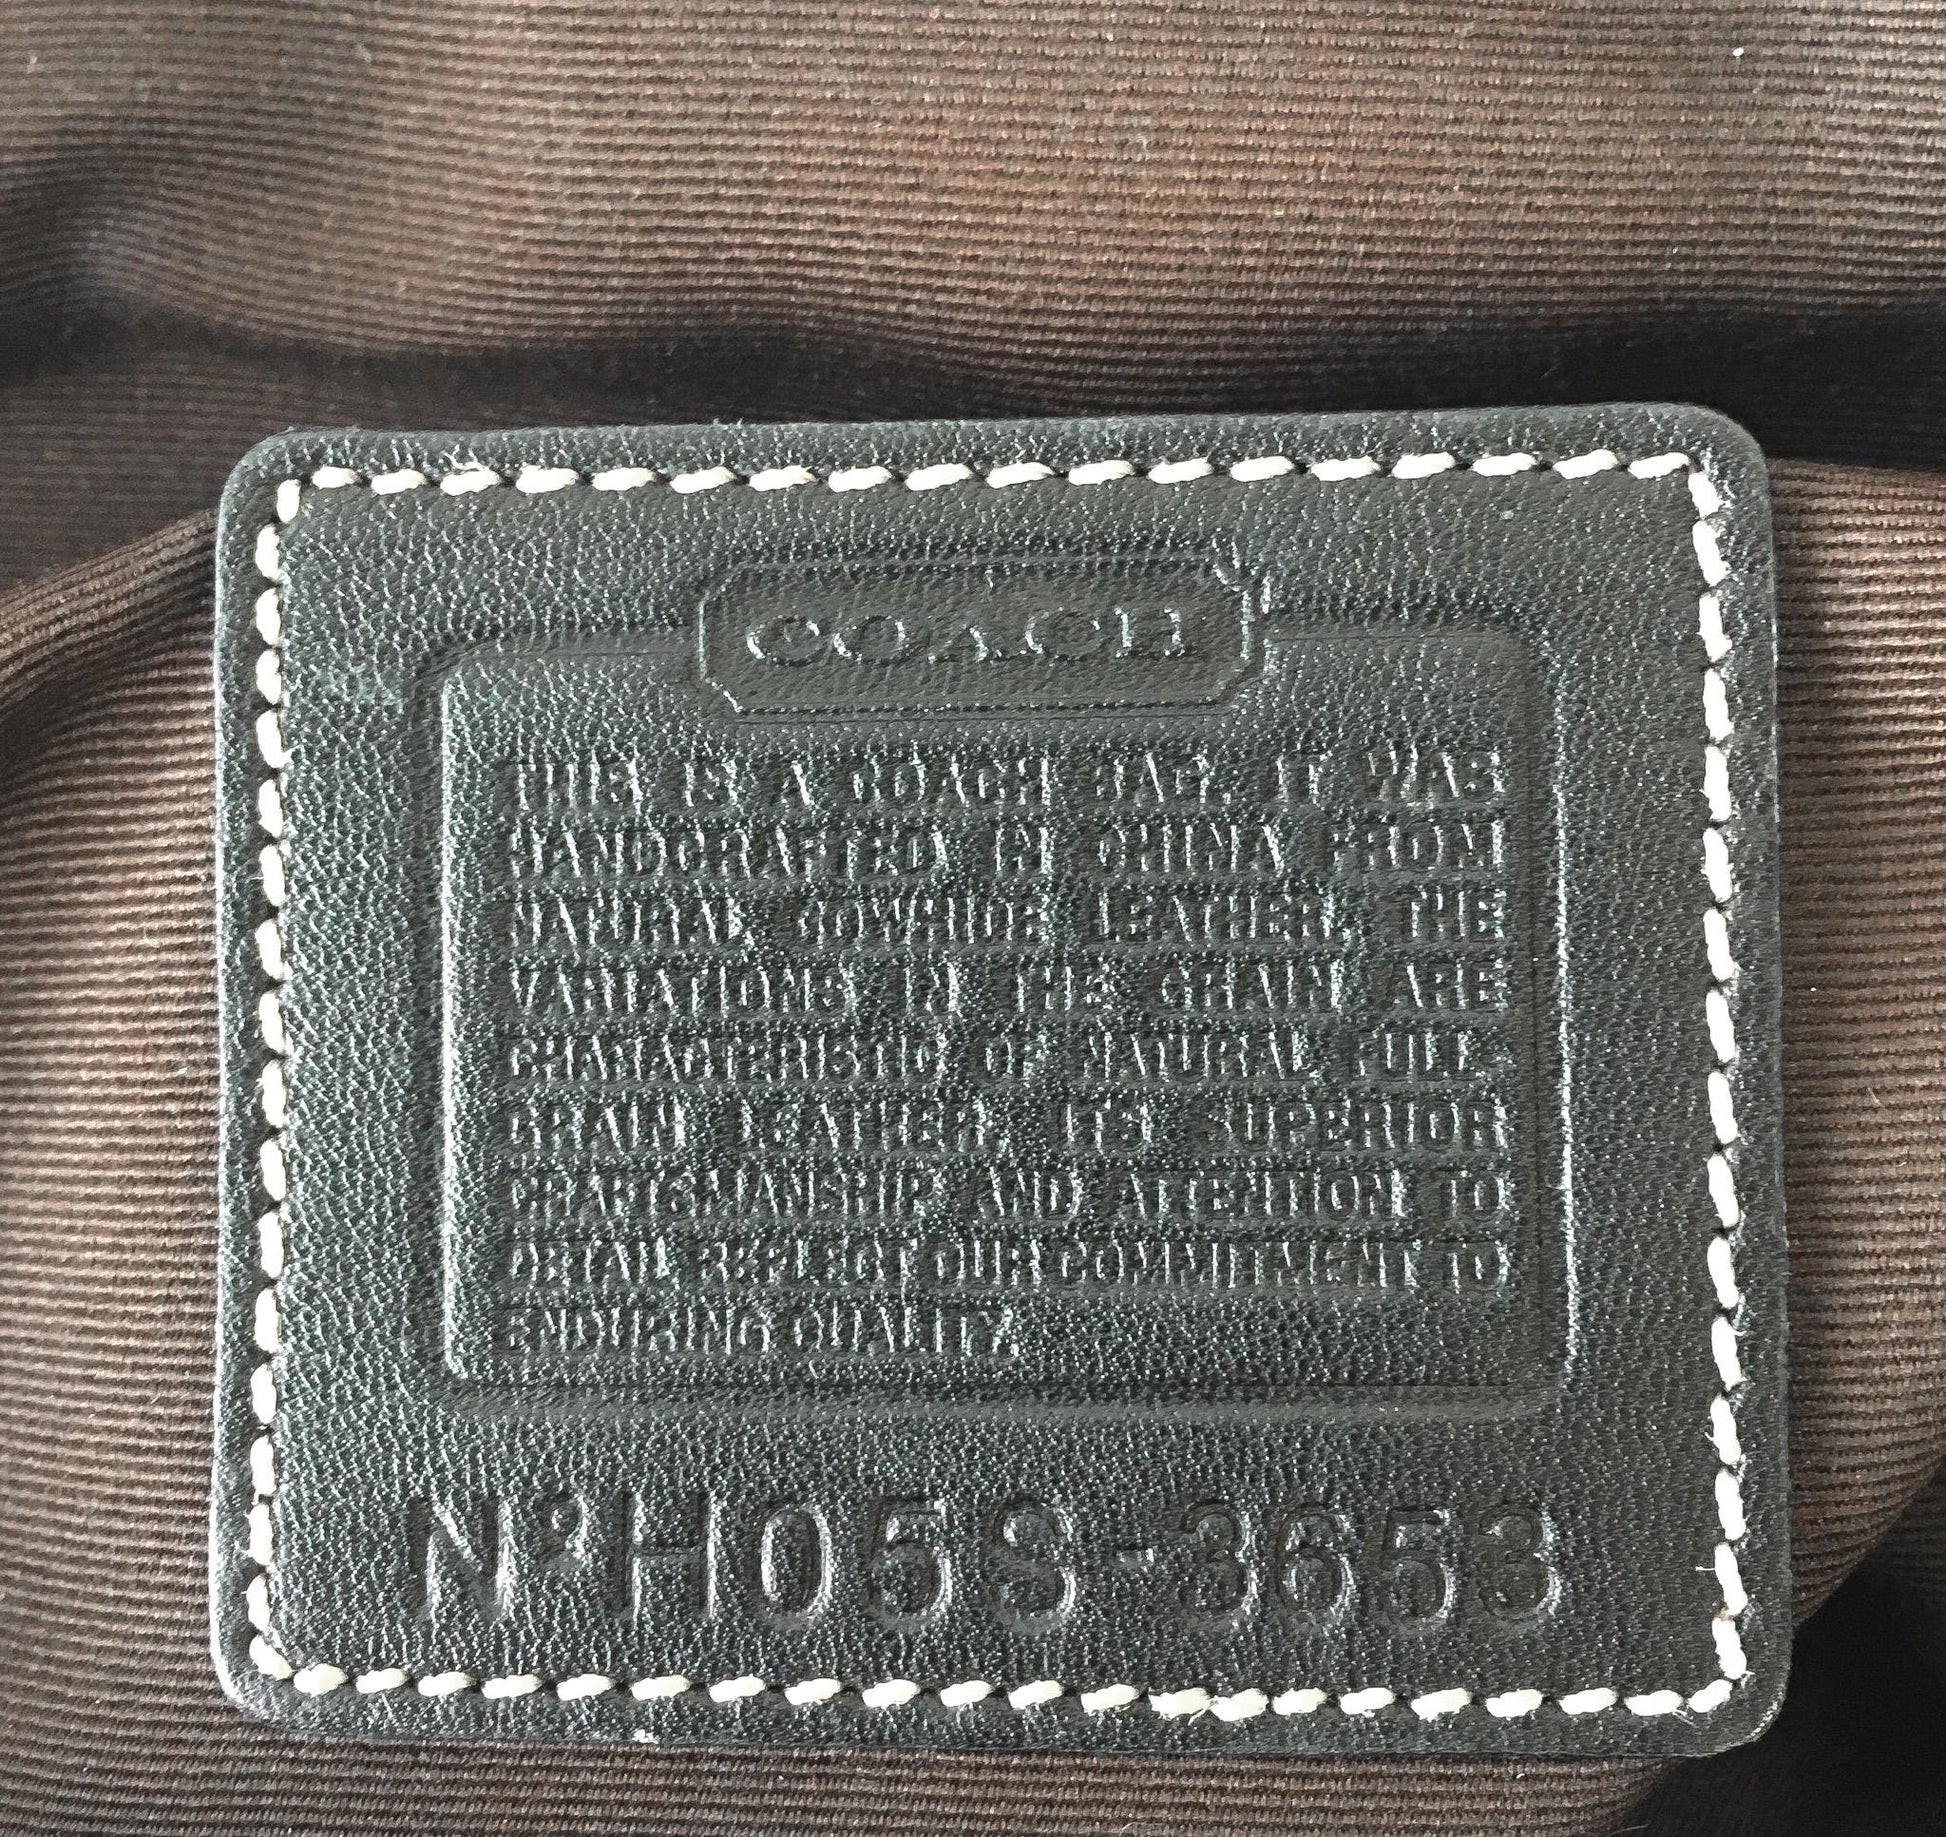 COACH
THIS IS A COACH BAG. IT WAS
HANDCRAFTED IN CHINA FROM
NATURAL COWHIDE LEATHER. THE
VARIATIONS IN THE GRAIN ARE
CHARACTERISTIC OF NATURAL FULL-
GRAIN LEATHER. ITS SUPERIOR
CRAFTSMANSHIP AND ATTENTION TO
DETAIL REFLECT OUR COMMITMENT TO
ENDURING QUALITY.
Nº H05S-3653